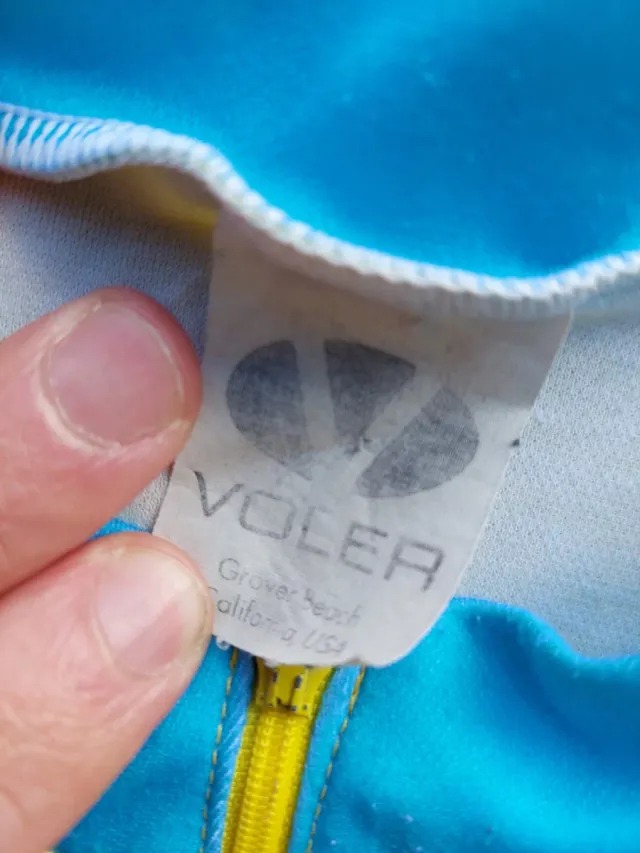 VOLER
Grover Beach
California, USA